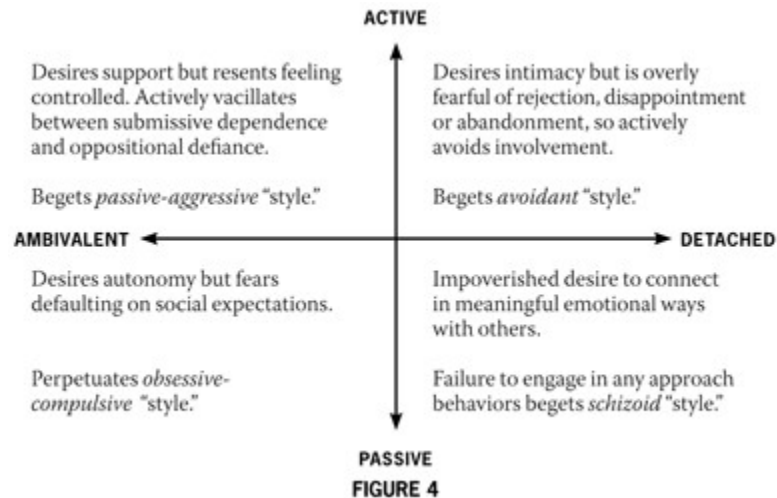 ACTIVE
Desires support but resents feeling
controlled. Actively vacillates
between submissive dependence
and oppositional defiance.
Begets passive-aggressive “style.”
Desires intimacy but is overly
fearful of rejection, disappointment
or abandonment, so actively
avoids involvement.
Begets avoidant “style.”
AMBIVALENT
DETACHED
Desires autonomy but fears
defaulting on social expectations.
Perpetuates obsessive-
compulsive “style.”
Impoverished desire to connect
in meaningful emotional ways
with others.
Failure to engage in any approach
behaviors begets schizoid “style.”
PASSIVE
FIGURE 4